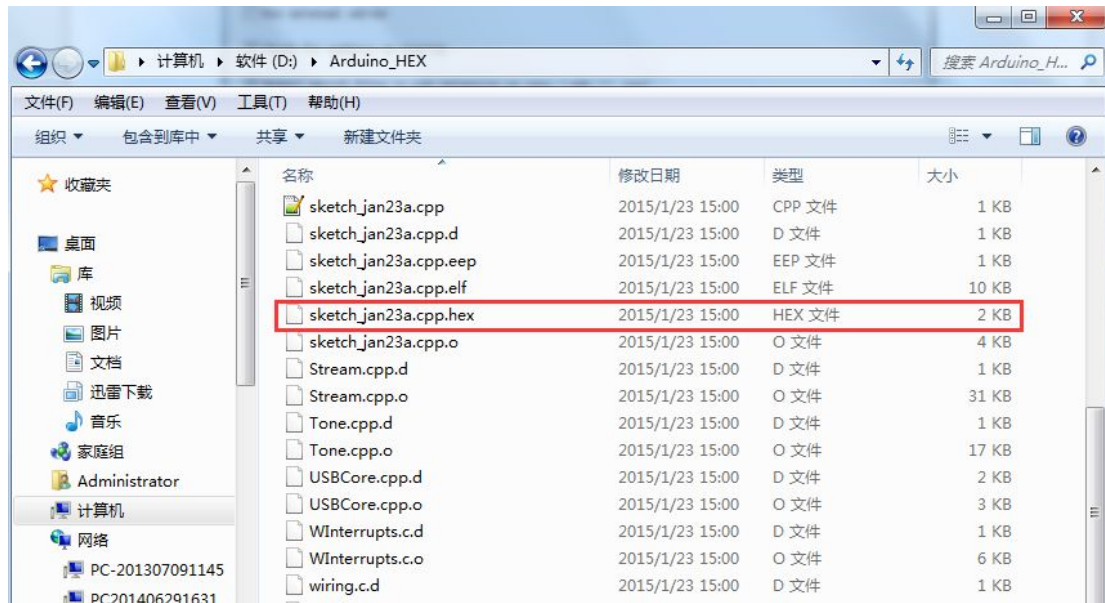 计算机 ▸ 软件 (D:) ▸ Arduino_HEX
搜索 Arduino_H...
文件(F) 编辑(E) 查看(V) 工具(T) 帮助(H)
组织 包含到库中 共享 新建文件夹
收藏夹
桌面
库
视频
图片
文档
迅雷下载
音乐
家庭组
Administrator
计算机
网络
PC-201307091145
PC201406291631
名称 修改日期 类型 大小
sketch_jan23a.cpp 2015/1/23 15:00 CPP 文件 1 KB
sketch_jan23a.cpp.d 2015/1/23 15:00 D 文件 1 KB
sketch_jan23a.cpp.eep 2015/1/23 15:00 EEP 文件 1 KB
sketch_jan23a.cpp.elf 2015/1/23 15:00 ELF 文件 10 KB
sketch_jan23a.cpp.hex 2015/1/23 15:00 HEX 文件 2 KB
sketch_jan23a.cpp.o 2015/1/23 15:00 O 文件 4 KB
Stream.cpp.d 2015/1/23 15:00 D 文件 1 KB
Stream.cpp.o 2015/1/23 15:00 O 文件 31 KB
Tone.cpp.d 2015/1/23 15:00 D 文件 1 KB
Tone.cpp.o 2015/1/23 15:00 O 文件 17 KB
USBCore.cpp.d 2015/1/23 15:00 D 文件 2 KB
USBCore.cpp.o 2015/1/23 15:00 O 文件 3 KB
WInterrupts.c.d 2015/1/23 15:00 D 文件 1 KB
WInterrupts.c.o 2015/1/23 15:00 O 文件 6 KB
wiring.c.d 2015/1/23 15:00 D 文件 1 KB